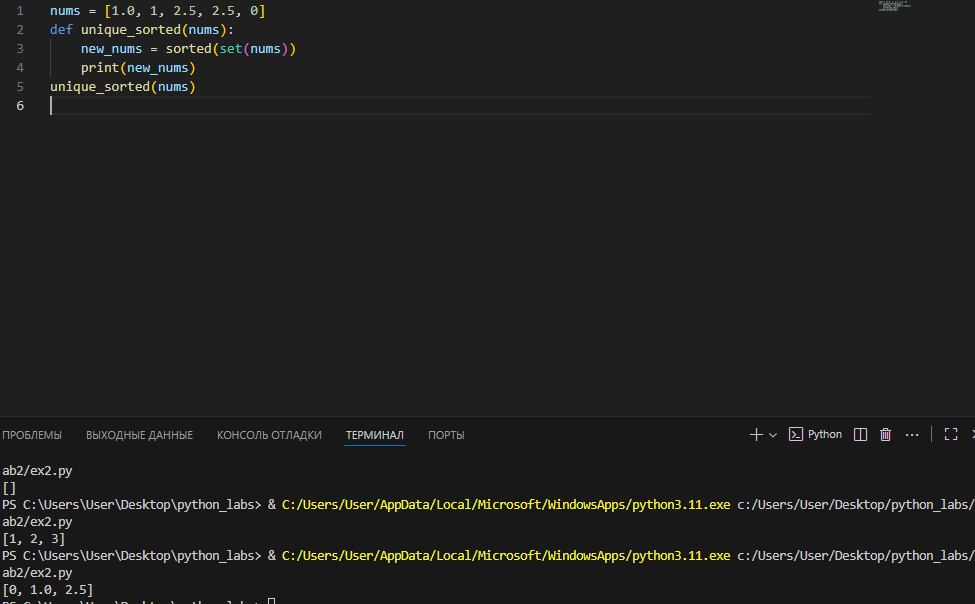 1 nums = [1.0, 1, 2.5, 2.5, 0]
2 def unique_sorted(nums):
3 new_nums = sorted(set(nums))
4 print(new_nums)
5 unique_sorted(nums)
6
ПРОБЛЕМЫ ВЫХОДНЫЕ ДАННЫЕ КОНСОЛЬ ОТЛАДКИ ТЕРМИНАЛ ПОРТЫ Python
ab2/ex2.py
[]
PS C:\Users\User\Desktop\python_labs> & C:/Users/User/AppData/Local/Microsoft/WindowsApps/python3.11.exe c:/Users/User/Desktop/python_labs/
ab2/ex2.py
[1, 2, 3]
PS C:\Users\User\Desktop\python_labs> & C:/Users/User/AppData/Local/Microsoft/WindowsApps/python3.11.exe c:/Users/User/Desktop/python_labs/
ab2/ex2.py
[0, 1.0, 2.5]